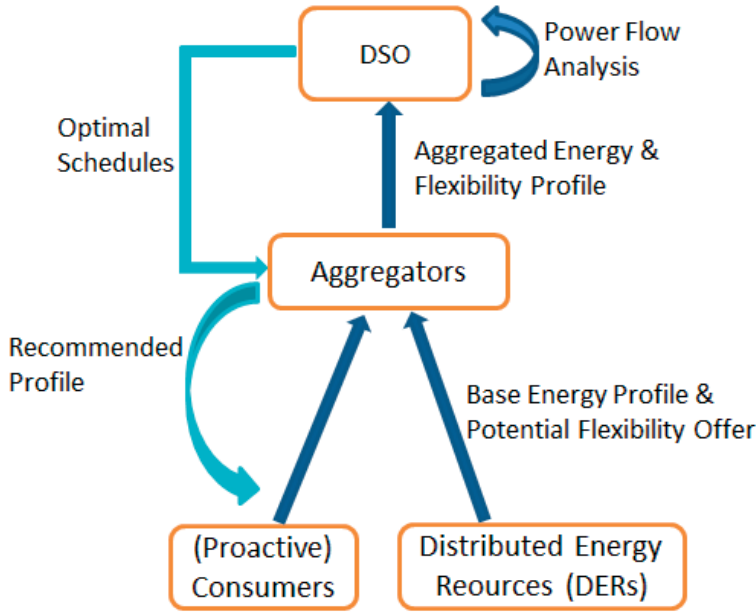 DSO
Power Flow
Analysis
Optimal
Schedules
Aggregated Energy &
Flexibility Profile
Aggregators
Recommended
Profile
Base Energy Profile &
Potential Flexibility Offer
(Proactive)
Consumers
Distributed Energy
Reources (DERs)